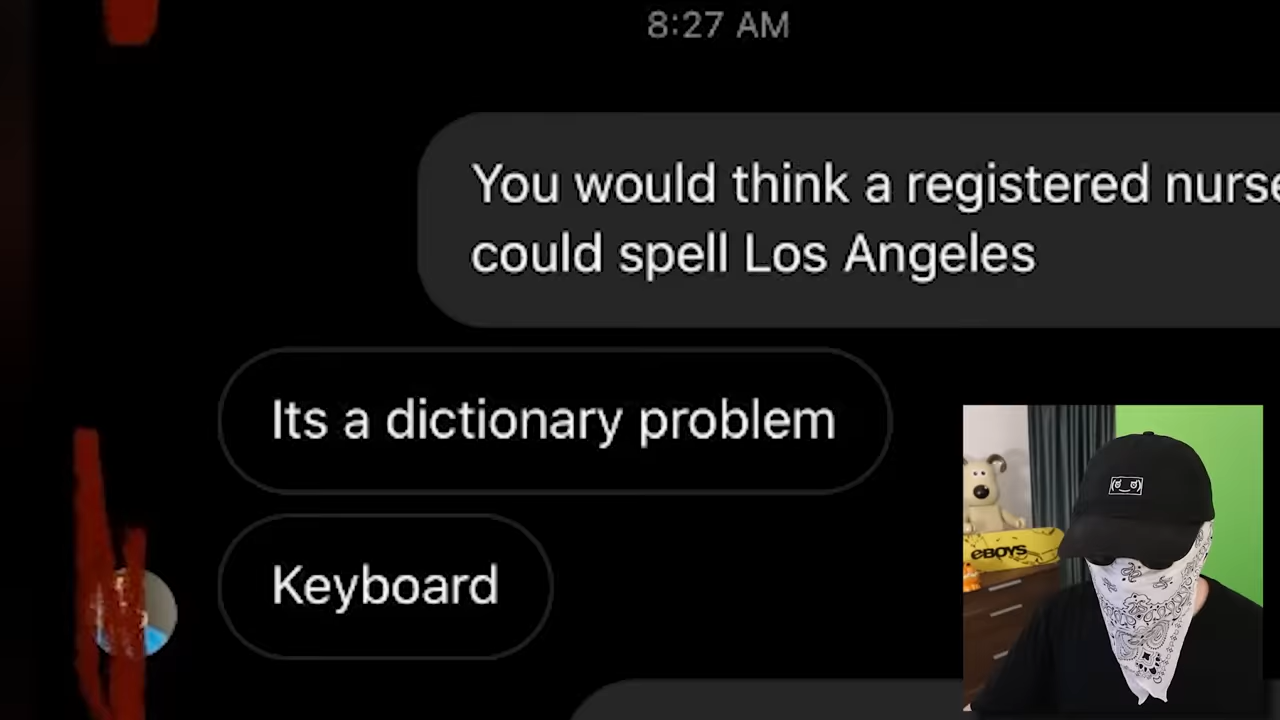 8:27 AM
You would think a registered nurse
could spell Los Angeles
Its a dictionary problem
Keyboard
eBOYS